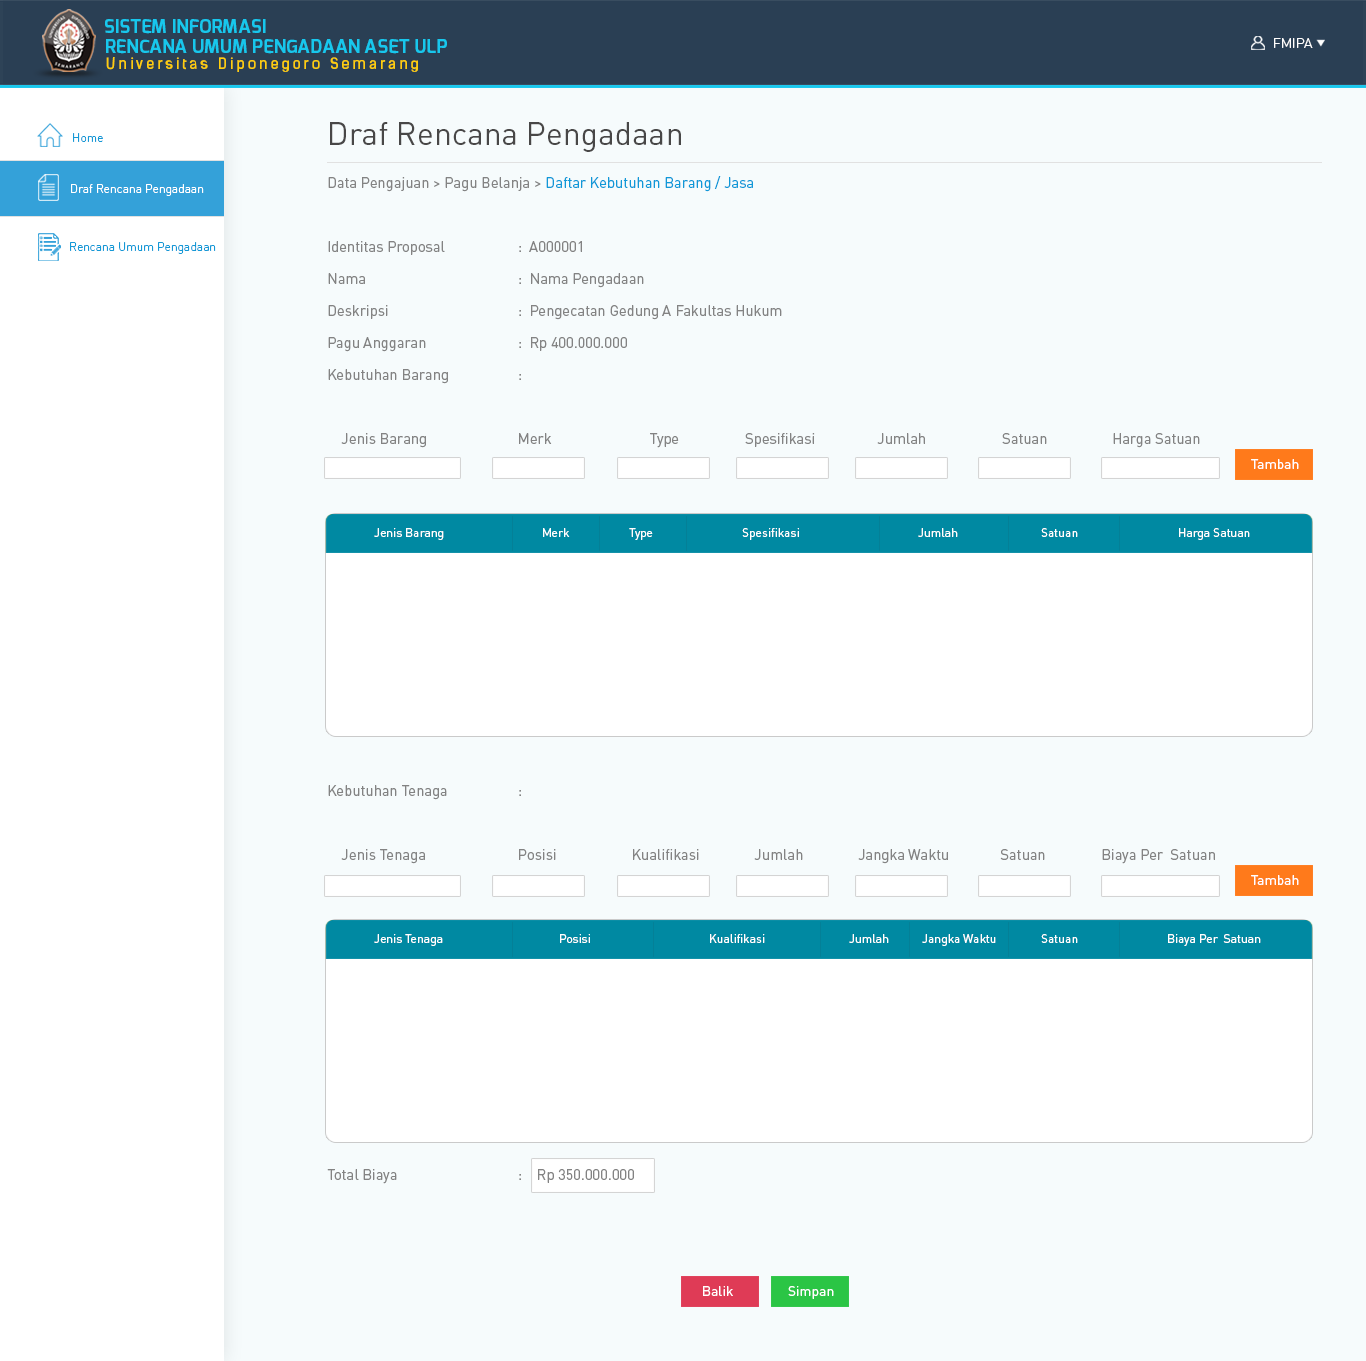 SISTEM INFORMASI
RENCANA UMUM PENGADAAN ASET ULP
Universitas Diponegoro Semarang
FMIPA
Home
Draf Rencana Pengadaan
Rencana Umum Pengadaan
Draf Rencana Pengadaan
Data Pengajuan > Pagu Belanja > Daftar Kebutuhan Barang / Jasa
Identitas Proposal : A000001
Nama : Nama Pengadaan
Deskripsi : Pengecatan Gedung A Fakultas Hukum
Pagu Anggaran : Rp 400.000.000
Kebutuhan Barang :
Jenis Barang Merk Type Spesifikasi Jumlah Satuan Harga Satuan
Tambah
Jenis Barang Merk Type Spesifikasi Jumlah Satuan Harga Satuan
Kebutuhan Tenaga :
Jenis Tenaga Posisi Kualifikasi Jumlah Jangka Waktu Satuan Biaya Per Satuan
Tambah
Jenis Tenaga Posisi Kualifikasi Jumlah Jangka Waktu Satuan Biaya Per Satuan
Total Biaya : Rp 350.000.000
Balik Simpan